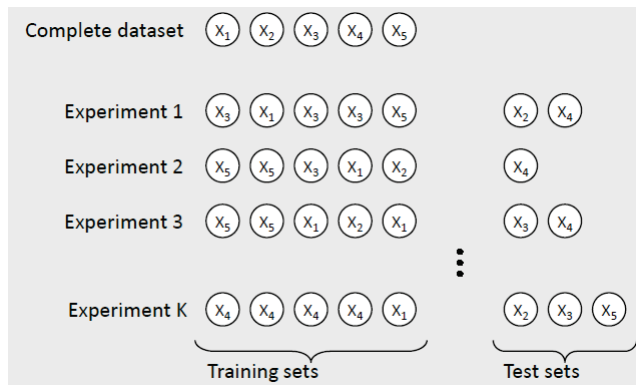 Complete dataset X₁ X₂ X₃ X₄ X₅
Experiment 1 X₃ X₁ X₃ X₃ X₅ X₂ X₄
Experiment 2 X₅ X₅ X₃ X₁ X₂ X₄
Experiment 3 X₅ X₅ X₁ X₂ X₁ X₃ X₄
Experiment K X₄ X₄ X₄ X₄ X₁ X₂ X₃ X₅
Training sets Test sets